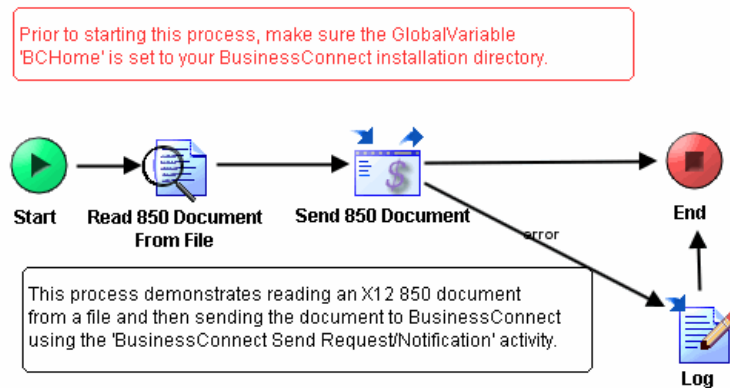 Prior to starting this process, make sure the GlobalVariable
'BCHome' is set to your BusinessConnect installation directory.
Start
Read 850 Document
From File
Send 850 Document
End
error
This process demonstrates reading an X12 850 document
from a file and then sending the document to BusinessConnect
using the 'BusinessConnect Send Request/Notification' activity.
Log